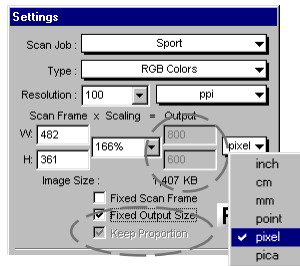 Settings
Scan Job : Sport
Type : RGB Colors
Resolution : 100 ppi
Scan Frame x Scaling = Output
W: 482 166% 800 pixel
H: 361 600
Image Size : 1,407 KB
Fixed Scan Frame
Fixed Output Size
Keep Proportion
inch
cm
mm
point
pixel
pica